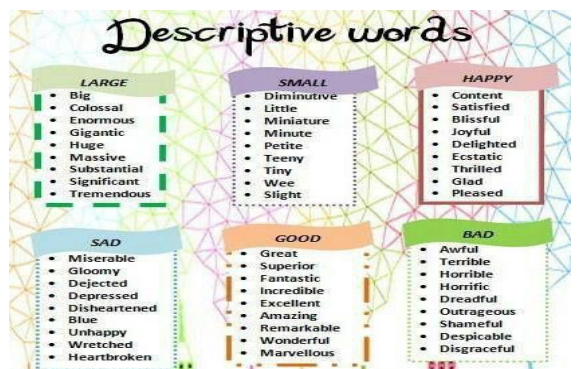 Descriptive words
LARGE
• Big
• Colossal
• Enormous
• Gigantic
• Huge
• Massive
• Substantial
• Significant
• Tremendous
SMALL
• Diminutive
• Little
• Miniature
• Minute
• Petite
• Teeny
• Tiny
• Wee
• Slight
HAPPY
• Content
• Satisfied
• Blissful
• Joyful
• Delighted
• Ecstatic
• Thrilled
• Glad
• Pleased
SAD
• Miserable
• Gloomy
• Dejected
• Depressed
• Disheartened
• Blue
• Unhappy
• Wretched
• Heartbroken
GOOD
• Great
• Superior
• Fantastic
• Incredible
• Excellent
• Amazing
• Remarkable
• Wonderful
• Marvellous
BAD
• Awful
• Terrible
• Horrible
• Horrific
• Dreadful
• Outrageous
• Shameful
• Despicable
• Disgraceful